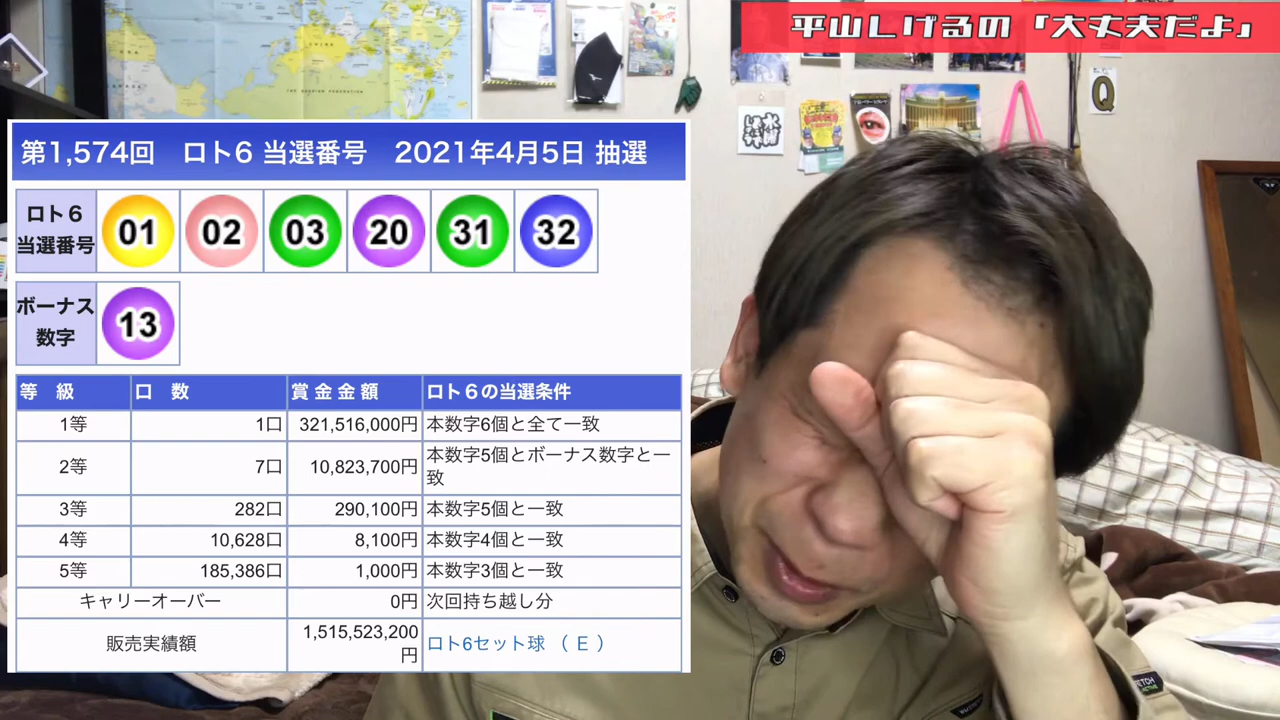 平山しげるの「大丈夫だよ」
第1,574回 ロト6 当選番号 2021年4月5日 抽選
ロト６
当選番号
01 02 03 20 31 32
ボーナス
数字
13
等 級 口 数 賞金金額 ロト６の当選条件
1等 1口 321,516,000円 本数字6個と全て一致
2等 7口 10,823,700円 本数字5個とボーナス数字と一
致
3等 282口 290,100円 本数字5個と一致
4等 10,628口 8,100円 本数字4個と一致
5等 185,386口 1,000円 本数字3個と一致
キャリーオーバー 0円 次回持ち越し分
販売実績額 1,515,523,200
円 ロト6セット球 （ E ）
Q